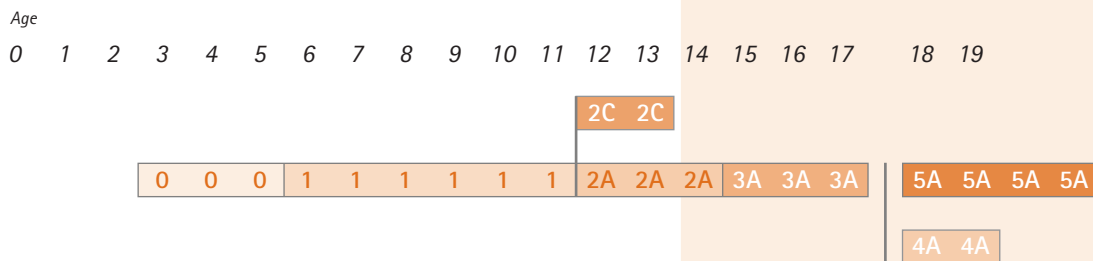 Age
0 1 2 3 4 5 6 7 8 9 10 11 12 13 14 15 16 17 18 19
2C 2C
0 0 0 1 1 1 1 1 1 2A 2A 2A 3A 3A 3A 5A 5A 5A 5A
4A 4A